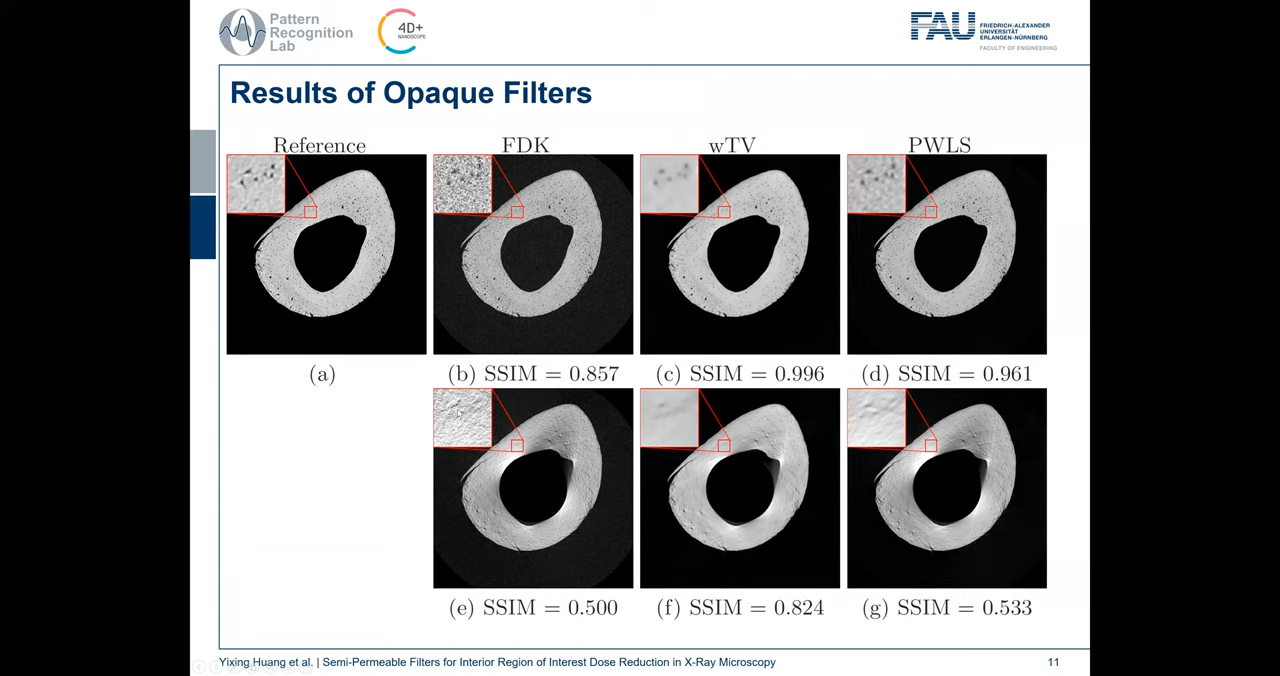 Pattern
Recognition
Lab
4D+
NANOSCOPE
FAU
FRIEDRICH-ALEXANDER
UNIVERSITÄT
ERLANGEN-NÜRNBERG
FACULTY OF ENGINEERING
Results of Opaque Filters
Reference
FDK
wTV
PWLS
(a)
(b) SSIM = 0.857
(c) SSIM = 0.996
(d) SSIM = 0.961
(e) SSIM = 0.500
(f) SSIM = 0.824
(g) SSIM = 0.533
Yixing Huang et al. | Semi-Permeable Filters for Interior Region of Interest Dose Reduction in X-Ray Microscopy
11